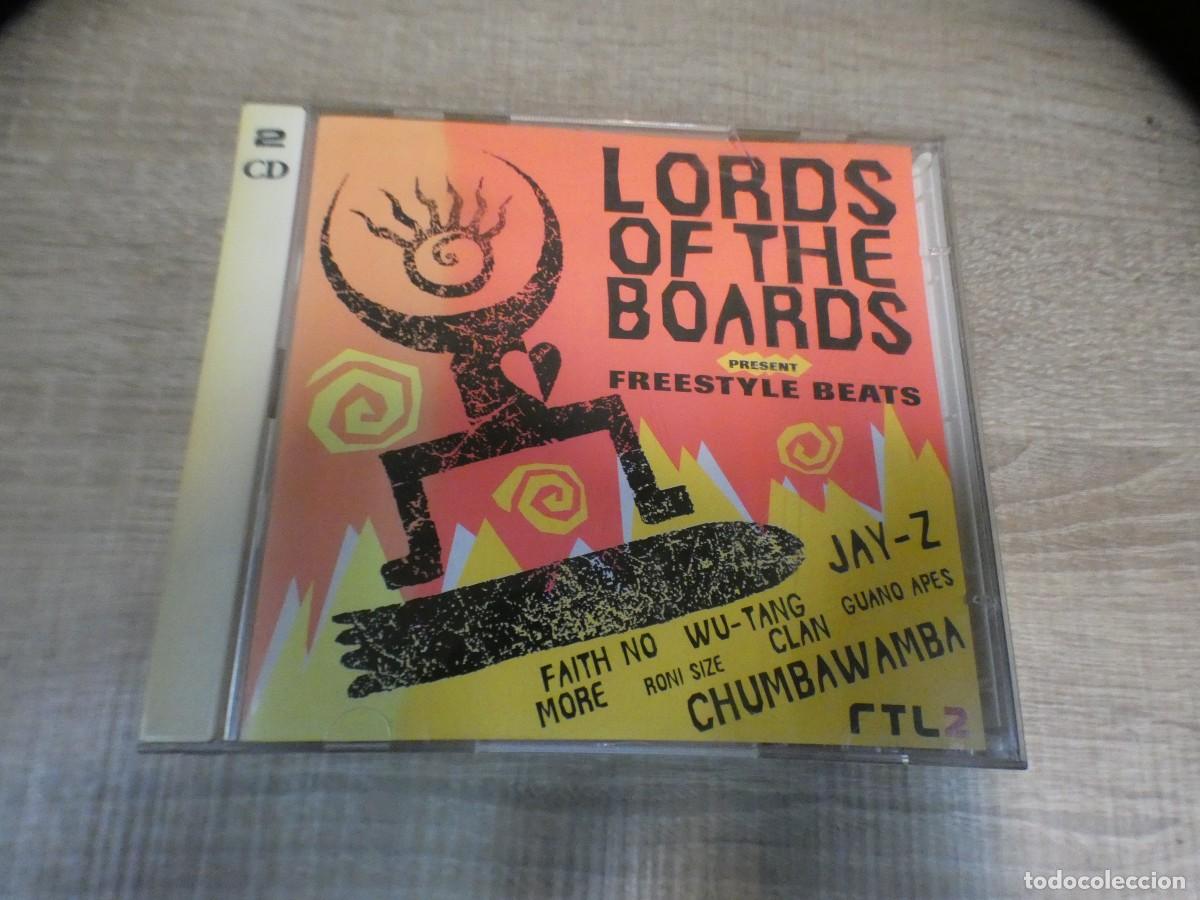 2
CD
LORDS
OF THE
BOARDS
PRESENT
FREESTYLE BEATS
JAY-Z
FAITH NO
MORE
WU-TANG
CLAN
GUANO APES
RONI SIZE
CHUMBAWAMBA
RTL2
todocoleccion